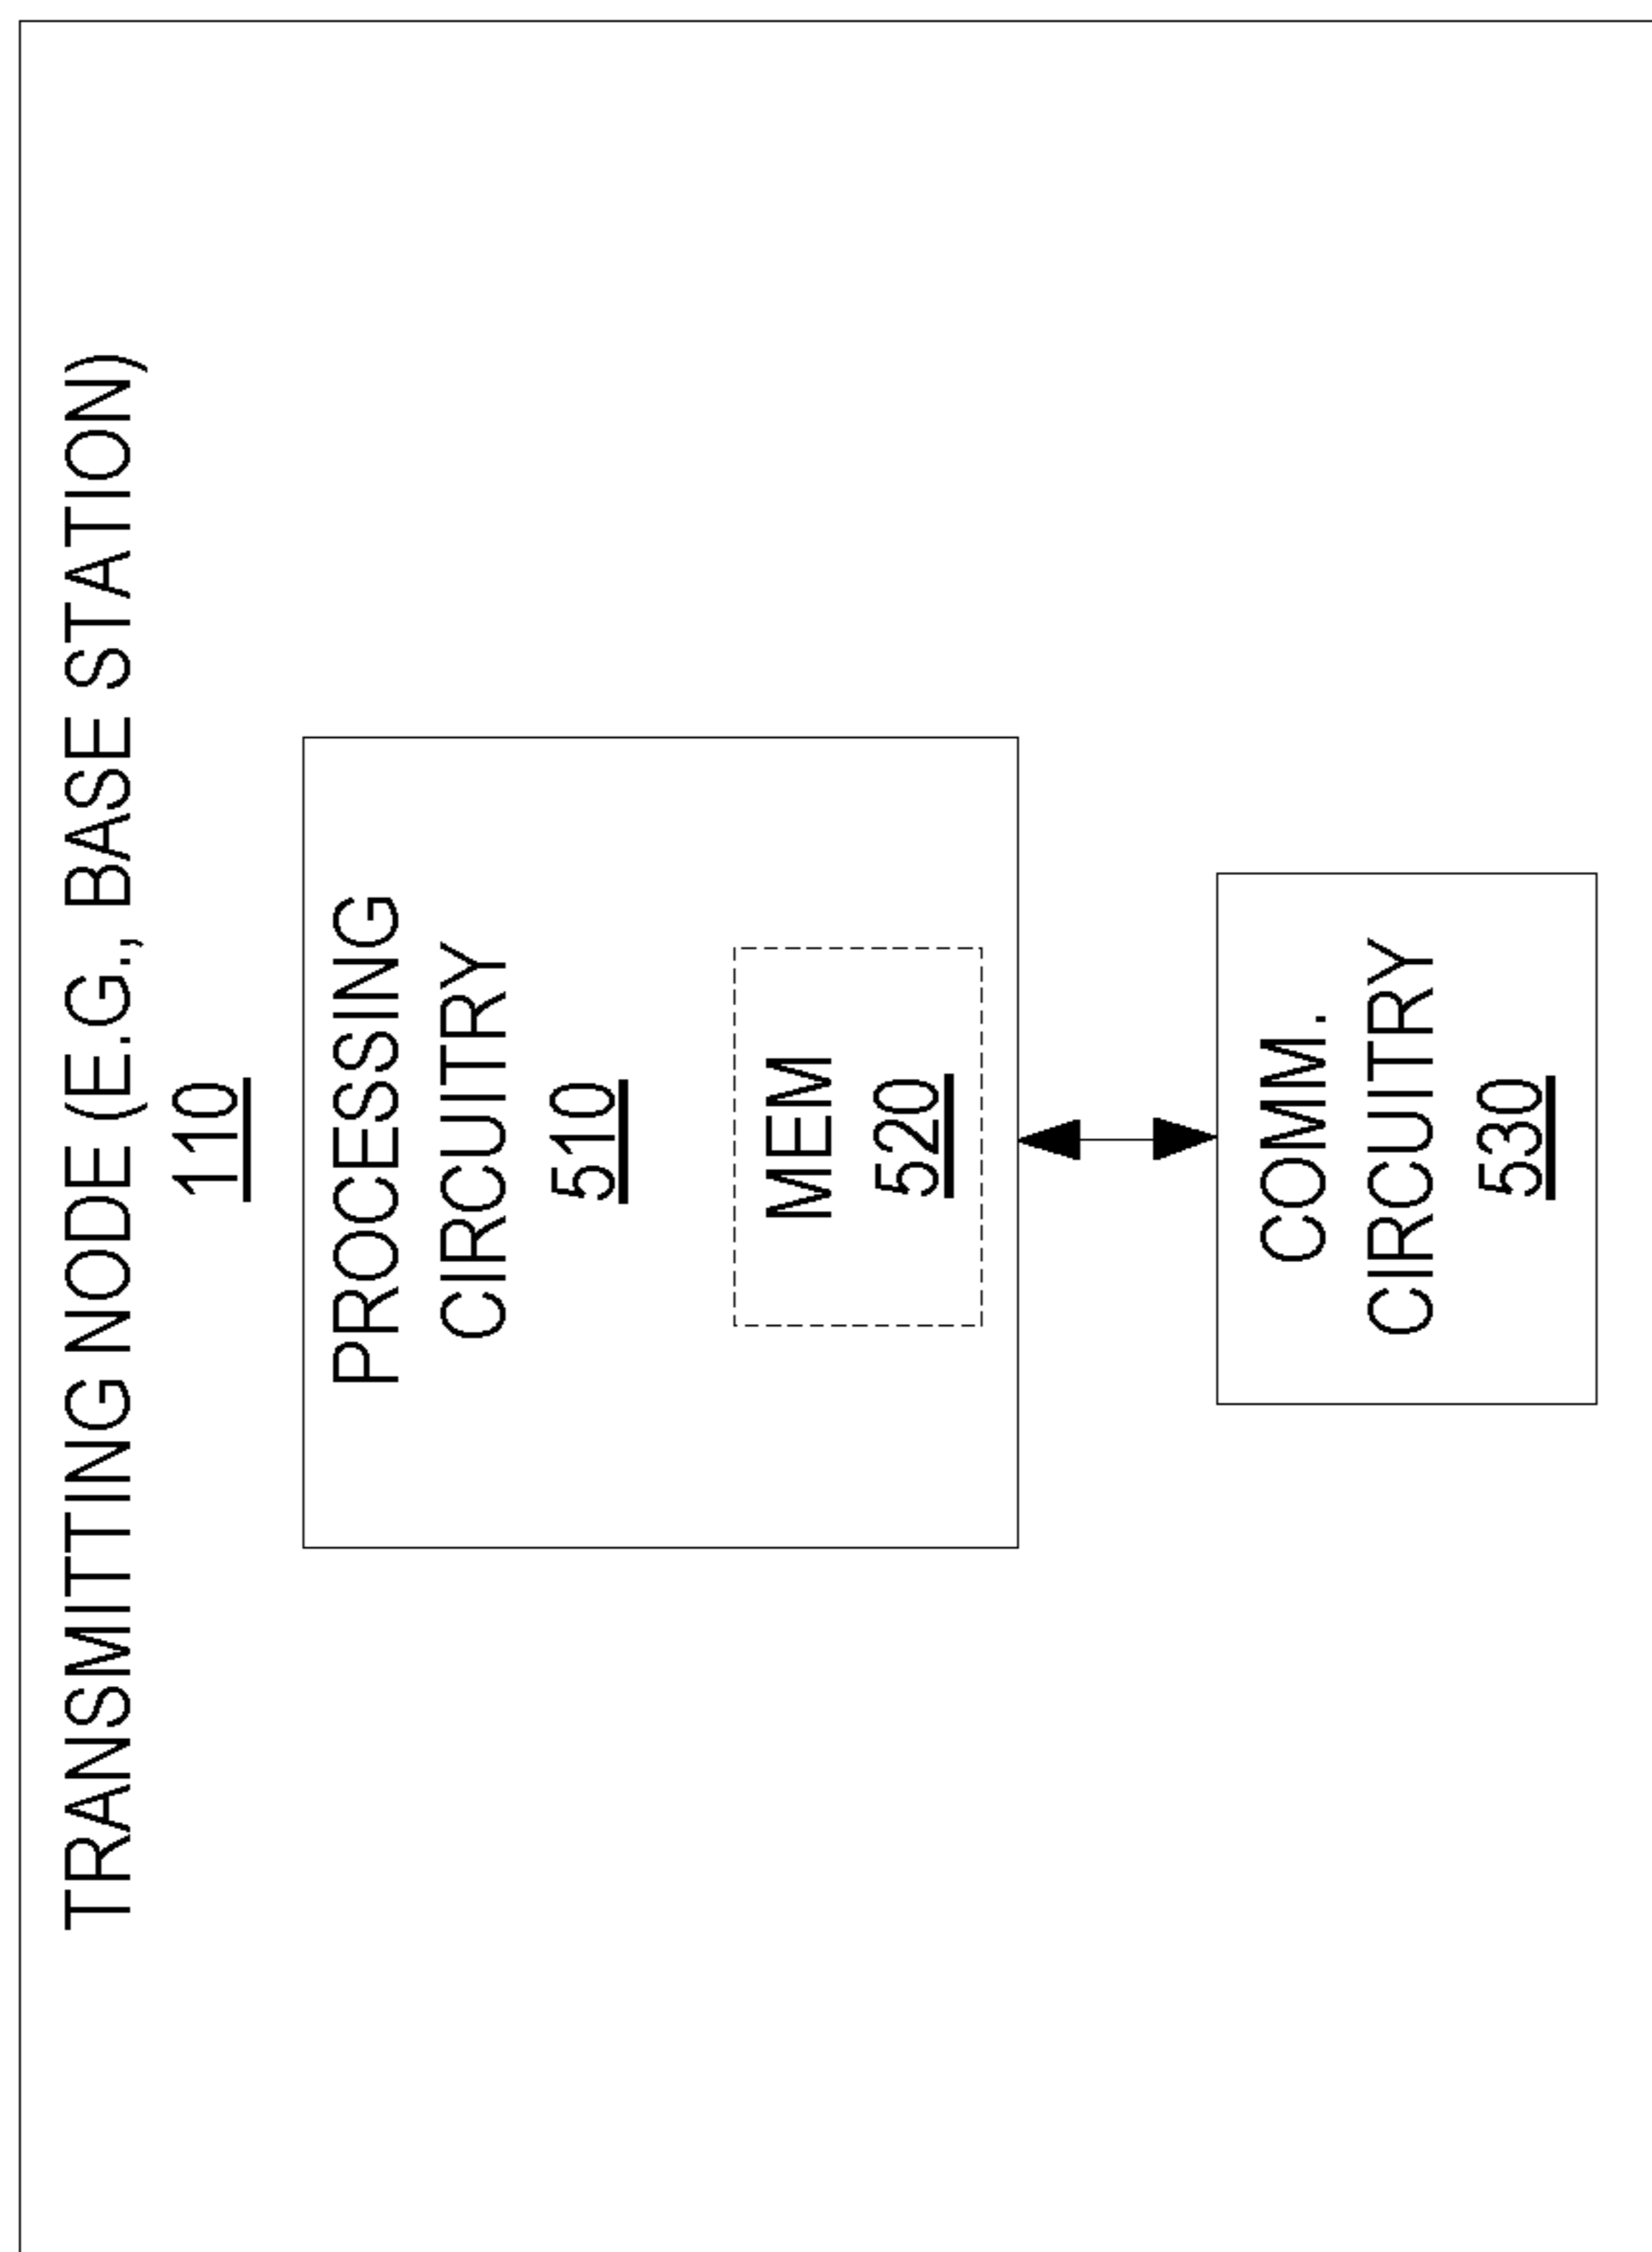 TRANSMITTING NODE (E.G., BASE STATION)
110
PROCESSING
CIRCUITRY
510
MEM
520
COMM.
CIRCUITRY
530